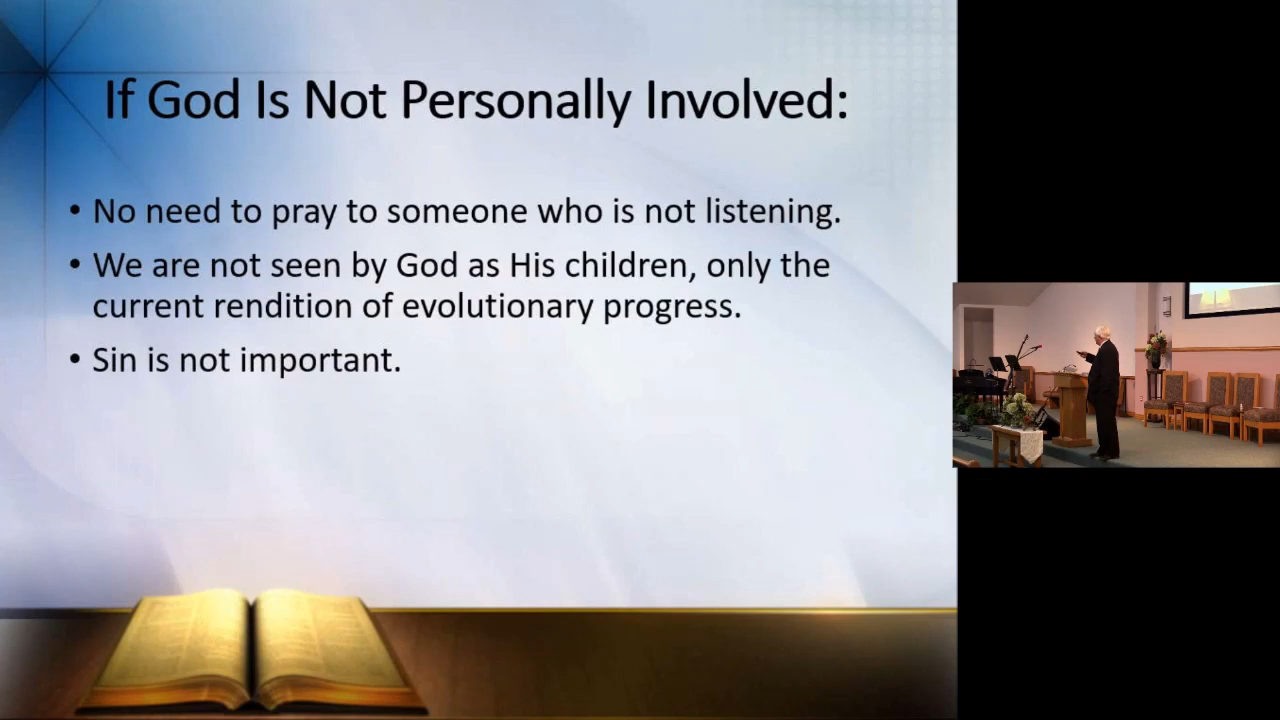 If God Is Not Personally Involved:
• No need to pray to someone who is not listening.
• We are not seen by God as His children, only the
current rendition of evolutionary progress.
• Sin is not important.